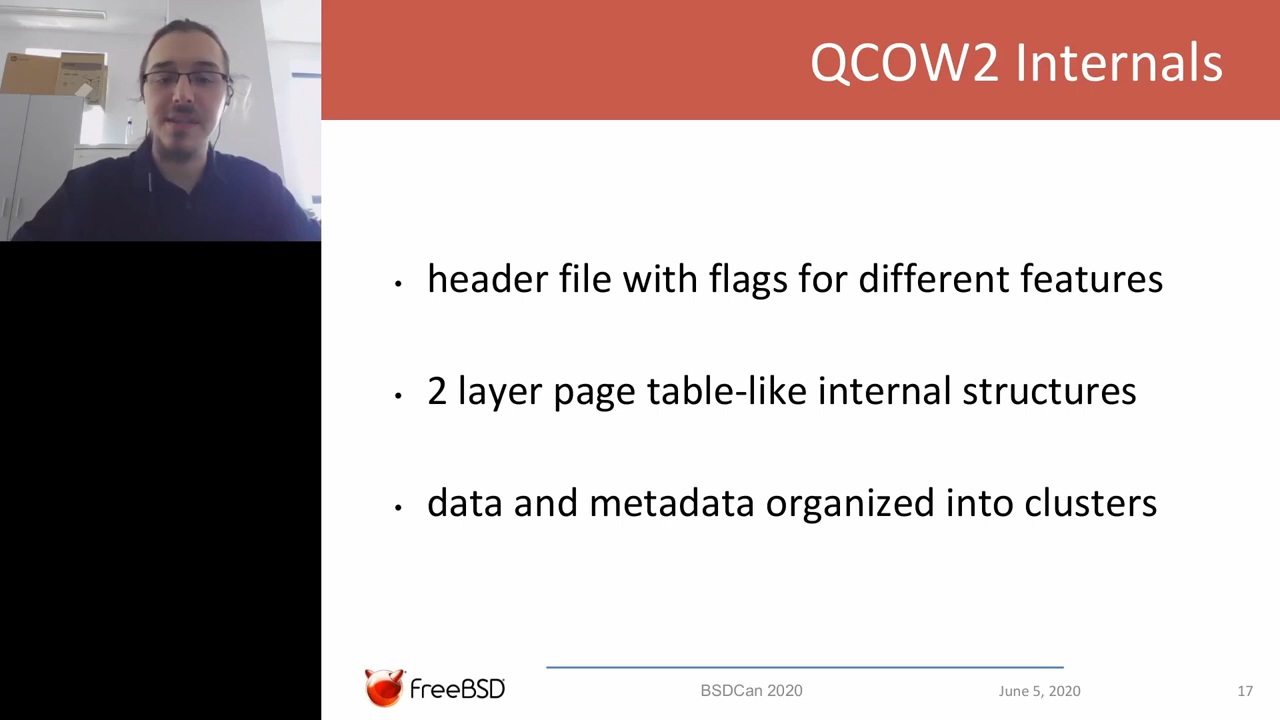 QCOW2 Internals
• header file with flags for different features
• 2 layer page table-like internal structures
• data and metadata organized into clusters
FreeBSD
BSDCan 2020
June 5, 2020
17